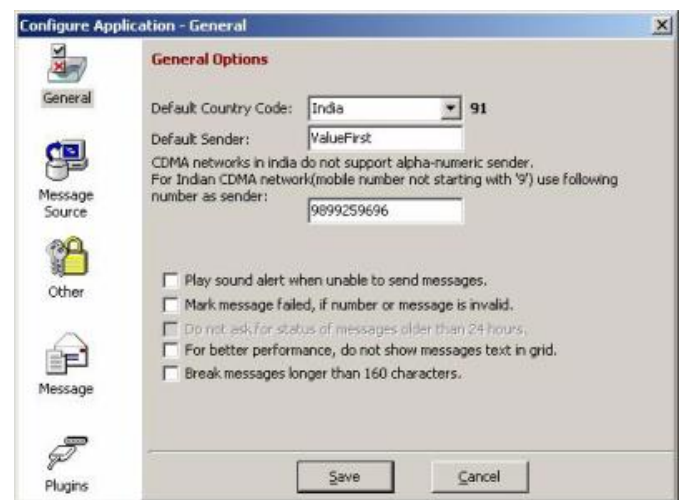 Configure Application - General
General
Message
Source
Other
Message
Plugins
General Options
Default Country Code: India 91
Default Sender: ValueFirst
CDMA networks in india do not support alpha-numeric sender.
For Indian CDMA network(mobile number not starting with '9') use following
number as sender:
9899259696
Play sound alert when unable to send messages.
Mark message failed, if number or message is invalid.
Do not ask for status of messages older than 24 hours.
For better performance, do not show messages text in grid.
Break messages longer than 160 characters.
Save Cancel